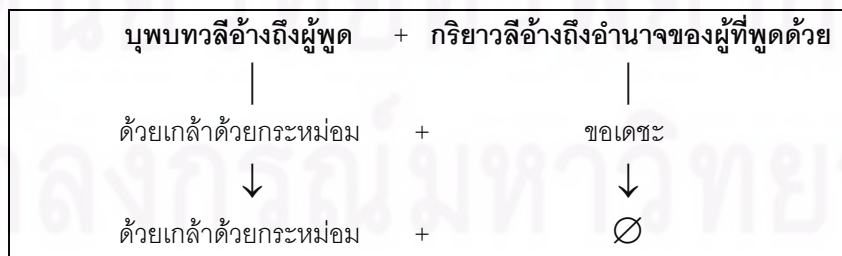 บุพบทวลีอ้างถึงผู้พูด + กริยาวลีอ้างถึงอำนาจของผู้ที่พูดด้วย
ด้วยเกล้าด้วยกระหม่อม + ขอเดชะ
↓ ↓
ด้วยเกล้าด้วยกระหม่อม + ∅